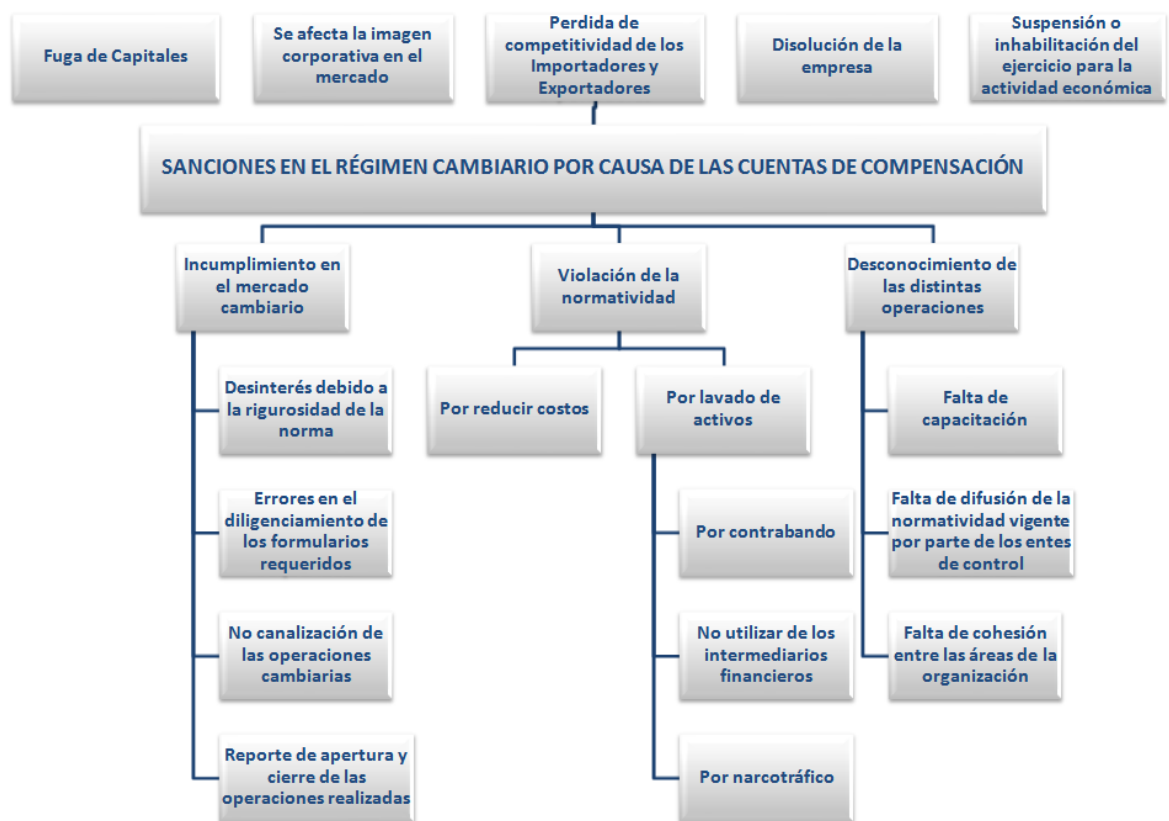 Fuga de Capitales
Se afecta la imagen
corporativa en el
mercado
Perdida de
competitividad de los
Importadores y
Exportadores
Disolución de la
empresa
Suspensión o
inhabilitación del
ejercicio para la
actividad económica
SANCIONES EN EL RÉGIMEN CAMBIARIO POR CAUSA DE LAS CUENTAS DE COMPENSACIÓN
Incumplimiento en
el mercado
cambiario
Violación de la
normatividad
Desconocimiento de
las distintas
operaciones
Desinterés debido a
la rigurosidad de la
norma
Por reducir costos
Por lavado de
activos
Falta de
capacitación
Errores en el
diligenciamiento de
los formularios
requeridos
Por contrabando
Falta de difusión de la
normatividad vigente
por parte de los entes
de control
No canalización de
las operaciones
cambiarias
No utilizar de los
intermediarios
financieros
Falta de cohesión
entre las áreas de la
organización
Reporte de apertura y
cierre de las
operaciones realizadas
Por narcotráfico